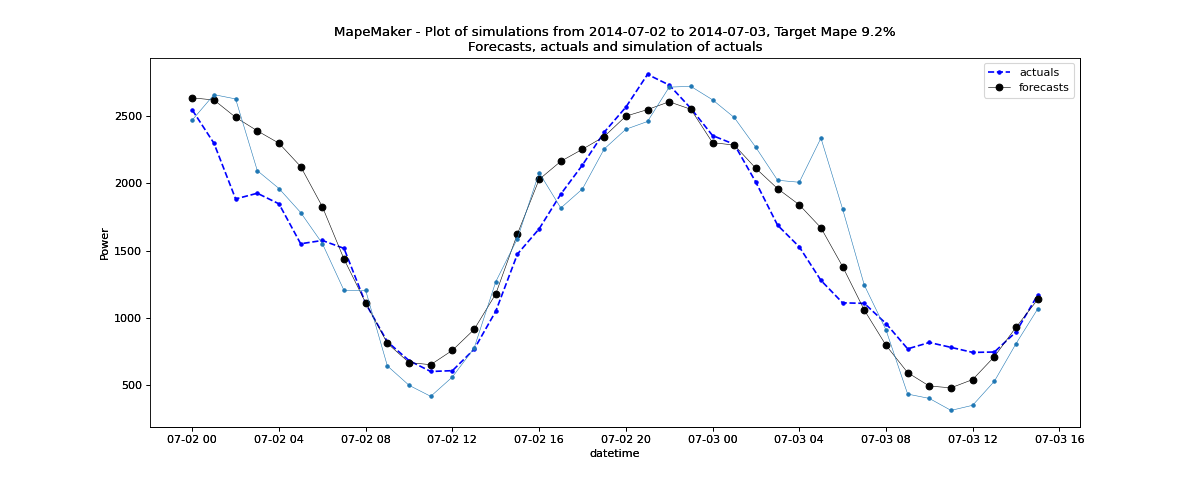 MapeMaker - Plot of simulations from 2014-07-02 to 2014-07-03, Target Mape 9.2%
Forecasts, actuals and simulation of actuals
actuals
forecasts
2500
2000
1500
1000
500
Power
07-02 00
07-02 04
07-02 08
07-02 12
07-02 16
07-02 20
07-03 00
07-03 04
07-03 08
07-03 12
07-03 16
datetime